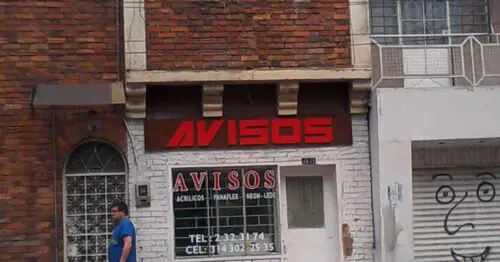 AVISOS
AVISOS
ACRILICOS - PANAFLEX - NEON - LEDS
TEL: 2 32 31 74
CEL: 314 302 25 35